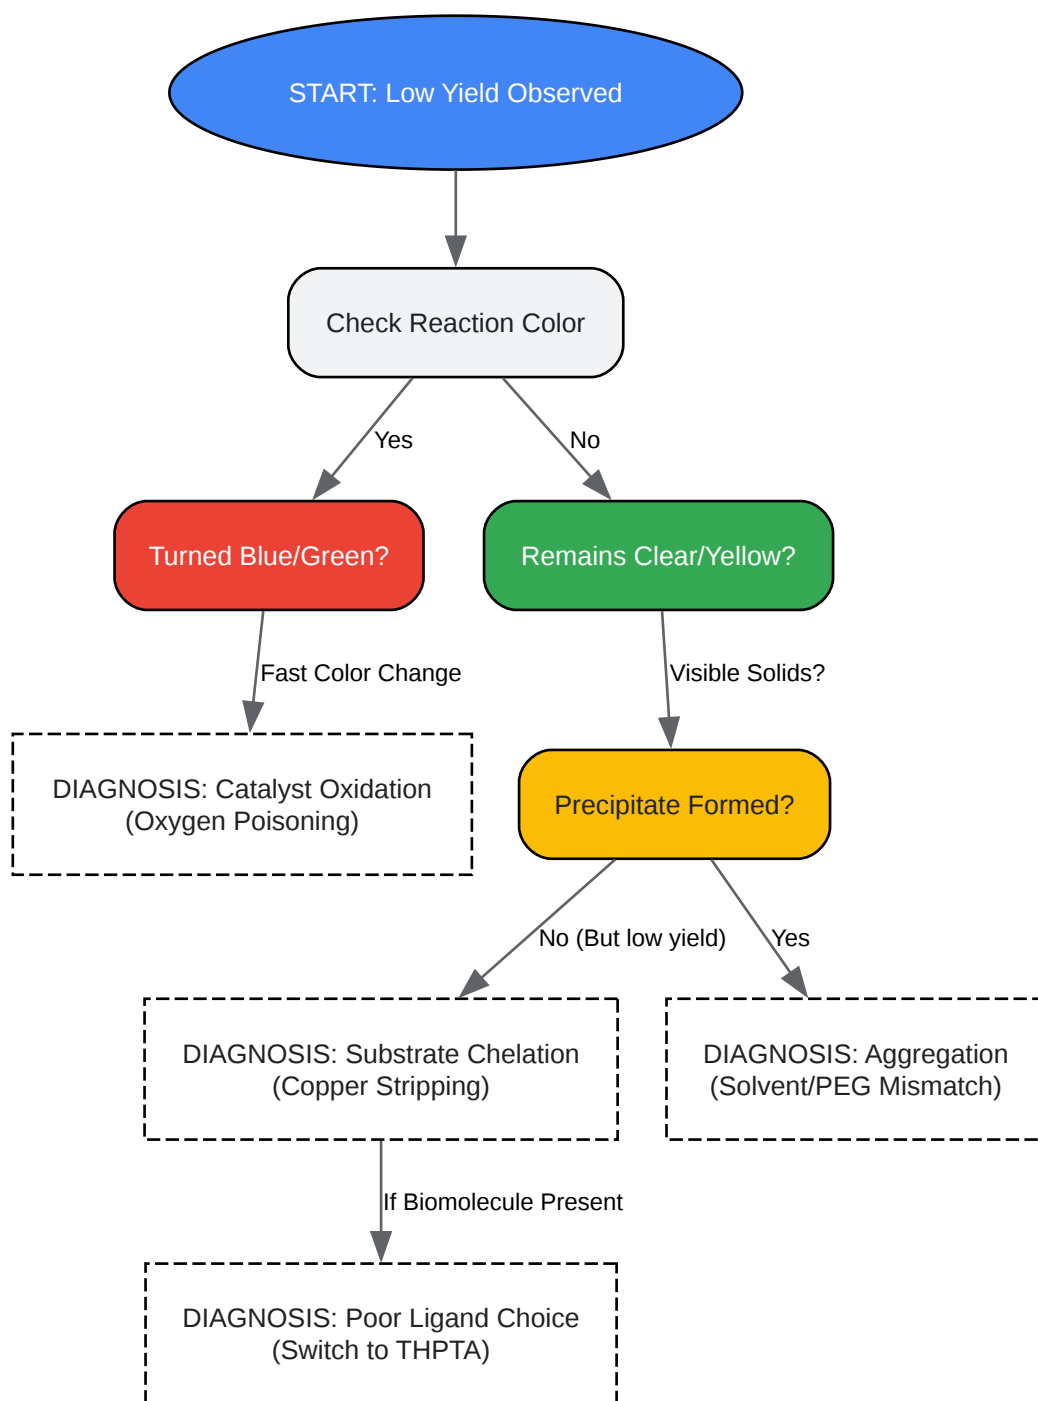 START: Low Yield Observed
Check Reaction Color
Yes
No
Turned Blue/Green?
Remains Clear/Yellow?
Fast Color Change
Visible Solids?
DIAGNOSIS: Catalyst Oxidation
(Oxygen Poisoning)
Precipitate Formed?
No (But low yield)
Yes
DIAGNOSIS: Substrate Chelation
(Copper Stripping)
DIAGNOSIS: Aggregation
(Solvent/PEG Mismatch)
If Biomolecule Present
DIAGNOSIS: Poor Ligand Choice
(Switch to THPTA)